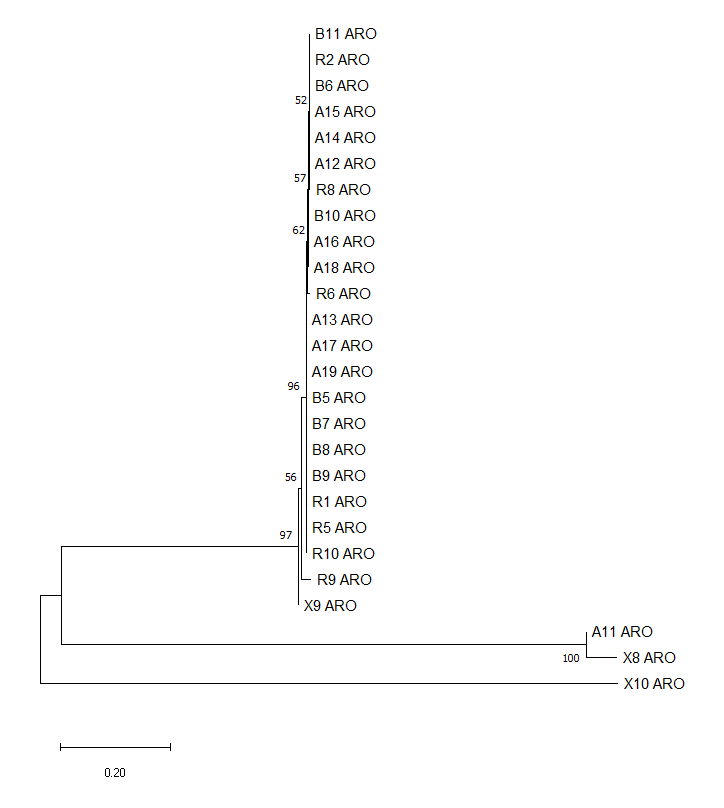 B11 ARO
R2 ARO
B6 ARO
52
A15 ARO
A14 ARO
A12 ARO
57
R8 ARO
B10 ARO
62
A16 ARO
A18 ARO
R6 ARO
A13 ARO
A17 ARO
A19 ARO
96
B5 ARO
B7 ARO
B8 ARO
56
B9 ARO
R1 ARO
R5 ARO
97
R10 ARO
R9 ARO
X9 ARO
A11 ARO
100
X8 ARO
X10 ARO
0.20